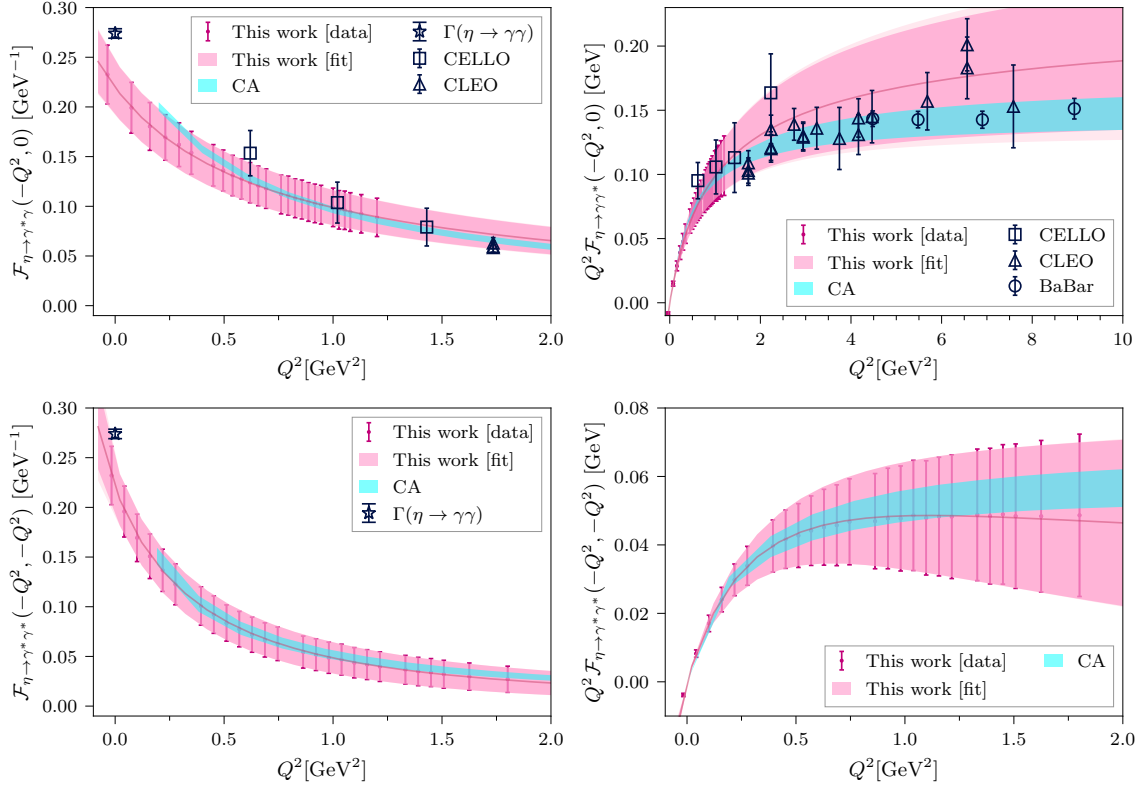 0.30
0.25
0.20
0.15
0.10
0.05
0.00
0.0
0.5
1.0
1.5
2.0
Q² [GeV²]
𝓕_{η→γ*γ}(−Q², 0) [GeV⁻¹]
This work [data]
This work [fit]
CA
Γ(η → γγ)
CELLO
CLEO
0.20
0.15
0.10
0.05
0.00
0
2
4
6
8
10
Q² [GeV²]
Q²𝓕_{η→γγ*}(−Q², 0) [GeV]
This work [data]
This work [fit]
CA
CELLO
CLEO
BaBar
0.30
0.25
0.20
0.15
0.10
0.05
0.00
0.0
0.5
1.0
1.5
2.0
Q² [GeV²]
𝓕_{η→γ*γ*}(−Q², −Q²) [GeV⁻¹]
This work [data]
This work [fit]
CA
Γ(η → γγ)
0.08
0.06
0.04
0.02
0.00
0.0
0.5
1.0
1.5
2.0
Q² [GeV²]
Q²𝓕_{η→γ*γ*}(−Q², −Q²) [GeV]
This work [data]
This work [fit]
CA